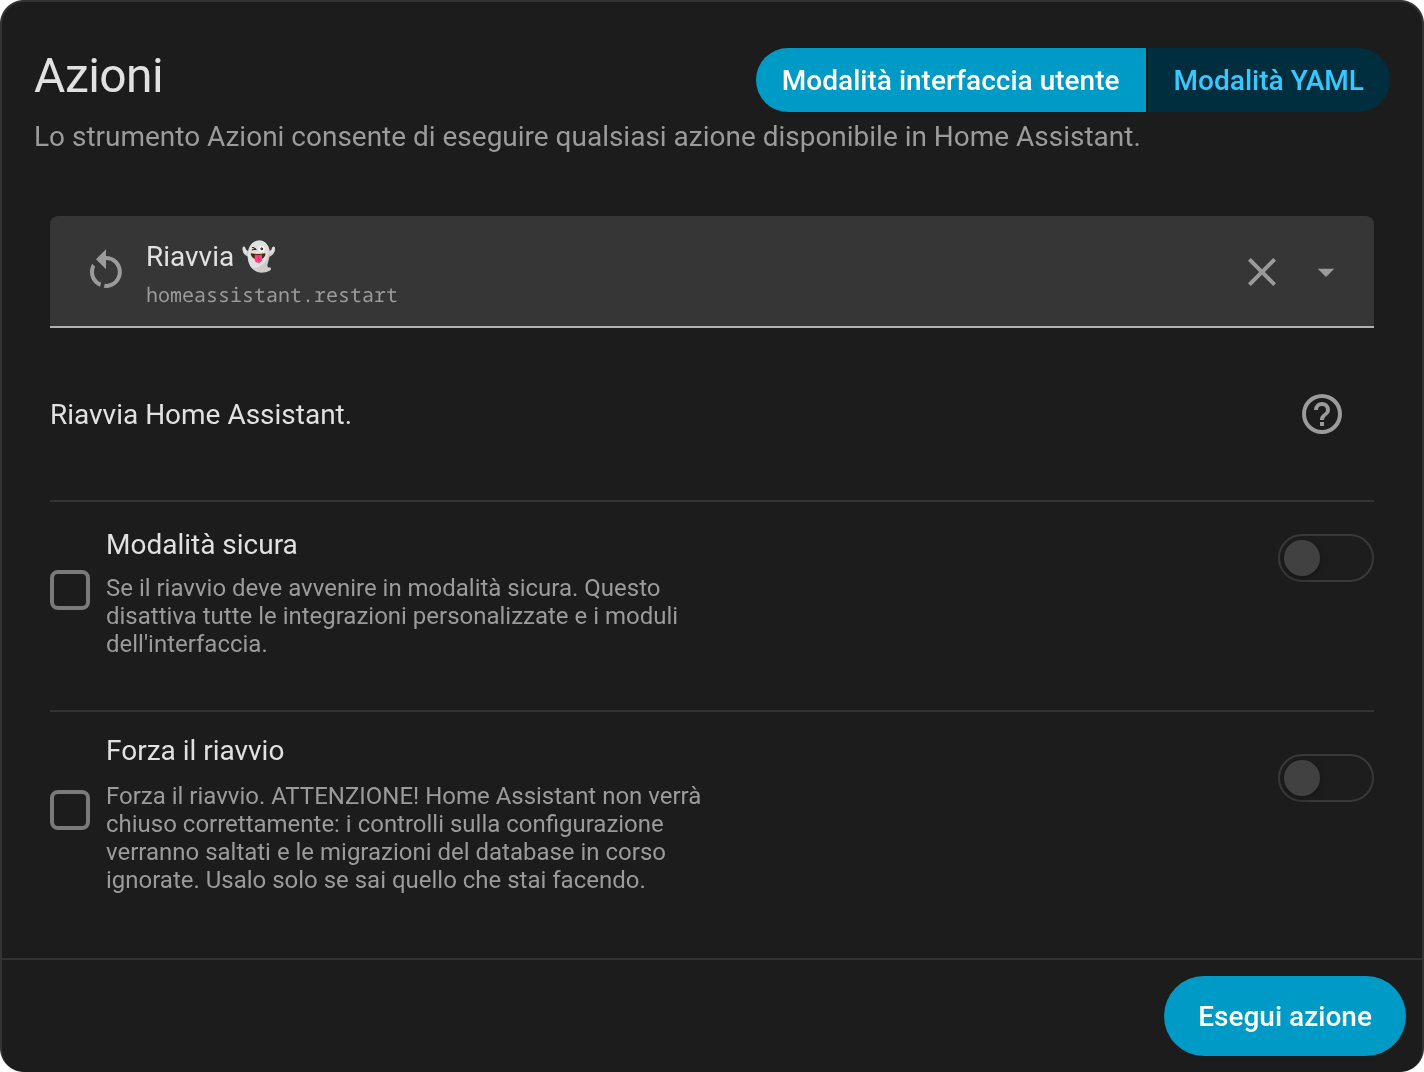 Azioni
Modalità interfaccia utente
Modalità YAML
Lo strumento Azioni consente di eseguire qualsiasi azione disponibile in Home Assistant.
Riavvia 👻
homeassistant.restart
Riavvia Home Assistant.
Modalità sicura
Se il riavvio deve avvenire in modalità sicura. Questo
disattiva tutte le integrazioni personalizzate e i moduli
dell'interfaccia.
Forza il riavvio
Forza il riavvio. ATTENZIONE! Home Assistant non verrà
chiuso correttamente: i controlli sulla configurazione
verranno saltati e le migrazioni del database in corso
ignorate. Usalo solo se sai quello che stai facendo.
Esegui azione